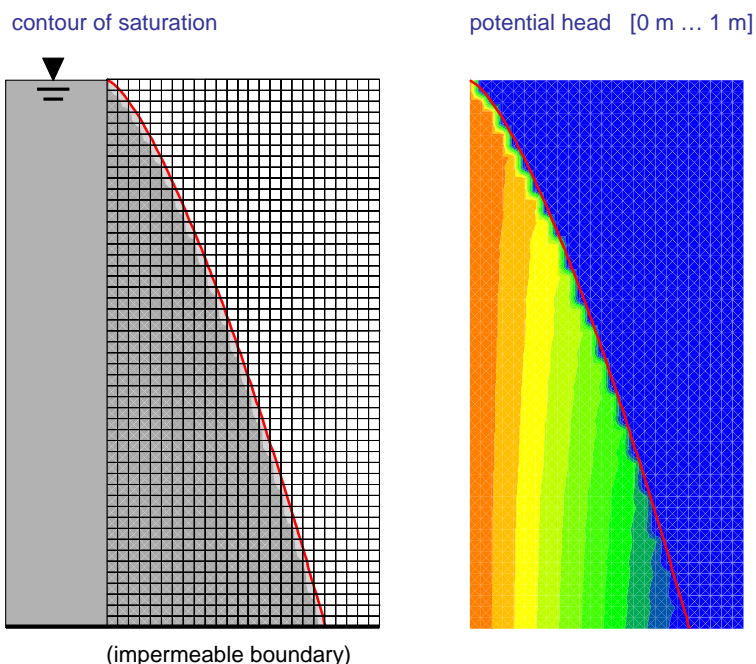 contour of saturation
potential head [0 m … 1 m]
(impermeable boundary)